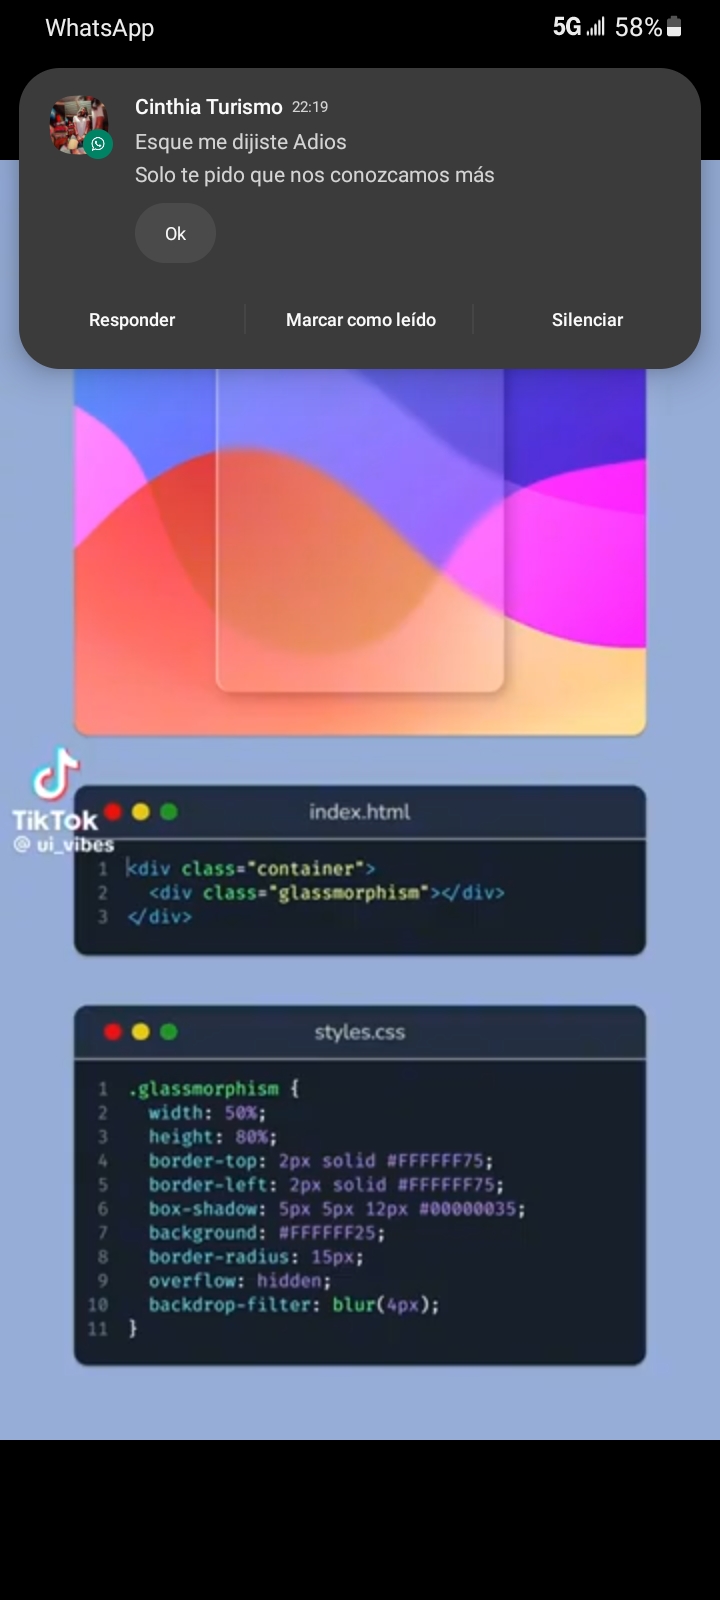 WhatsApp 5G 58%
Cinthia Turismo 22:19
Esque me dijiste Adios
Solo te pido que nos conozcamos más
Ok
Responder Marcar como leído Silenciar
TikTok
@ ui_vibes
index.html
1 <div class="container">
2 <div class="glassmorphism"></div>
3 </div>
styles.css
1 .glassmorphism {
2 width: 50%;
3 height: 80%;
4 border-top: 2px solid #FFFFFF75;
5 border-left: 2px solid #FFFFFF75;
6 box-shadow: 5px 5px 12px #00000035;
7 background: #FFFFFF25;
8 border-radius: 15px;
9 overflow: hidden;
10 backdrop-filter: blur(4px);
11 }